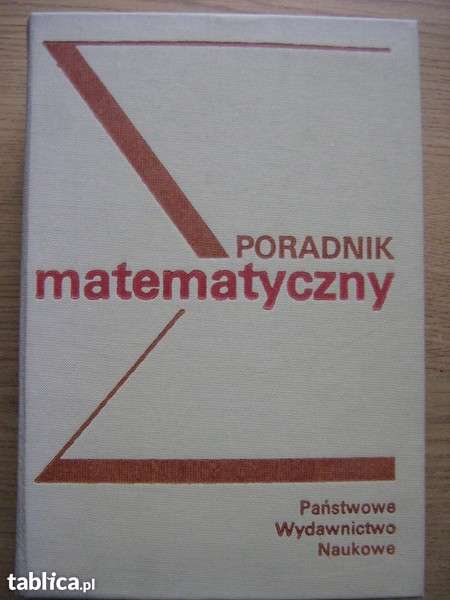 PORADNIK
matematyczny
Państwowe
Wydawnictwo
Naukowe
tablica.pl